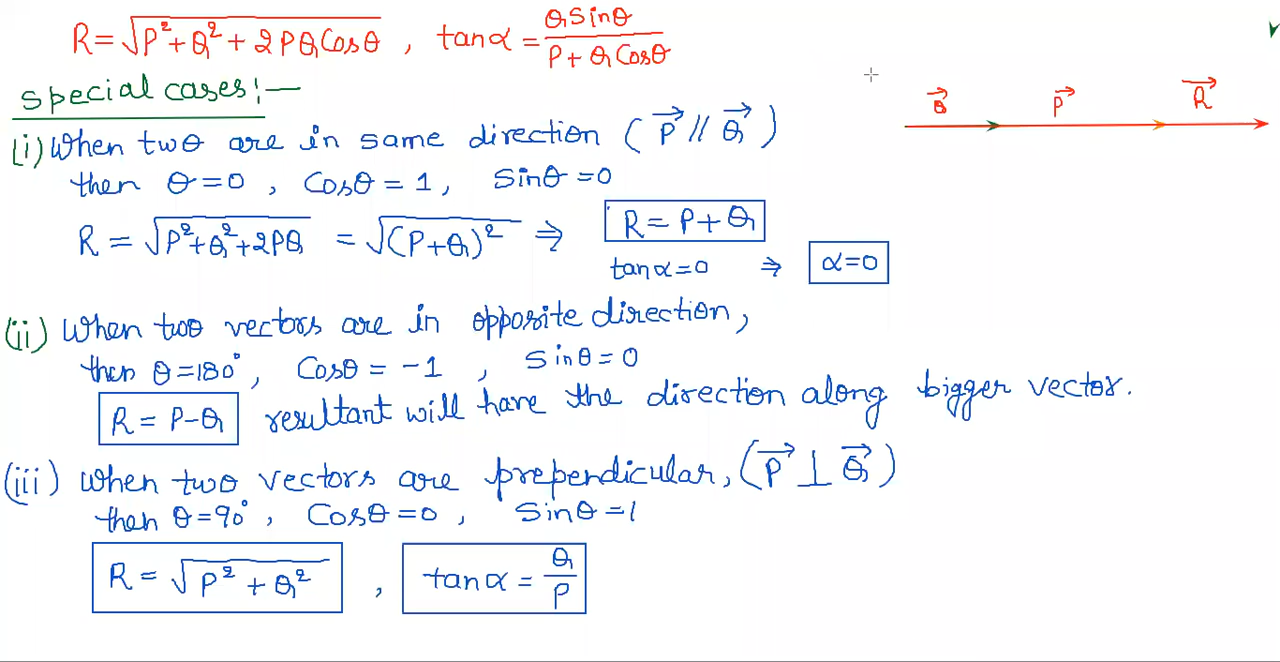 R = √P² + Q² + 2PQ Cosθ , tanα = Q Sinθ / P + Q Cosθ
special cases:—
(i) When two are in same direction ( P⃗ // Q⃗ )
then θ = 0 , Cosθ = 1 , Sinθ = 0
R = √P² + Q² + 2PQ = √(P + Q)² ⇒ R = P + Q
tanα = 0 ⇒ α = 0
(ii) When two vectors are in opposite direction,
then θ = 180° , Cosθ = -1 , Sinθ = 0
R = P - Q resultant will have the direction along bigger vector.
(iii) When two vectors are prependicular, ( P⃗ ⊥ Q⃗ )
then θ = 90° , Cosθ = 0 , Sinθ = 1
R = √P² + Q² , tanα = Q / P
Q⃗ P⃗ R⃗